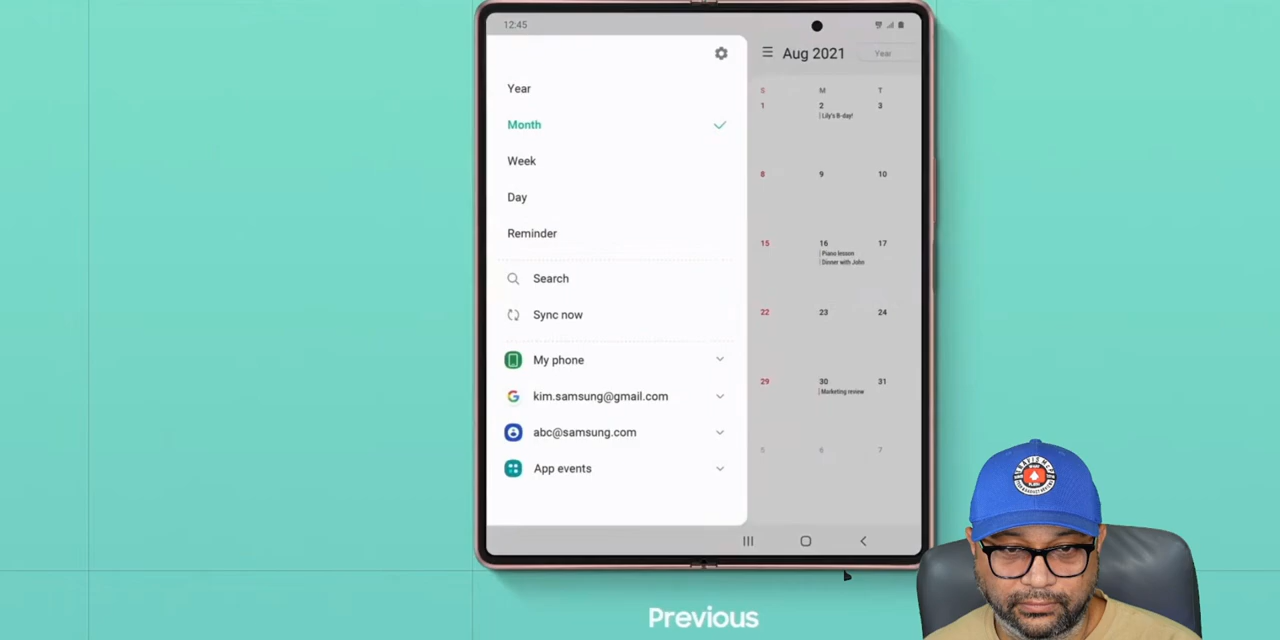 12:45
Year
Month
Week
Day
Reminder
Search
Sync now
My phone
kim.samsung@gmail.com
abc@samsung.com
App events
Aug 2021
Year
S M T
1 2 3
Lily's B-day!
8 9 10
15 16 17
Piano lesson
Dinner with John
22 23 24
29 30 31
Marketing review
5 6 7
Previous